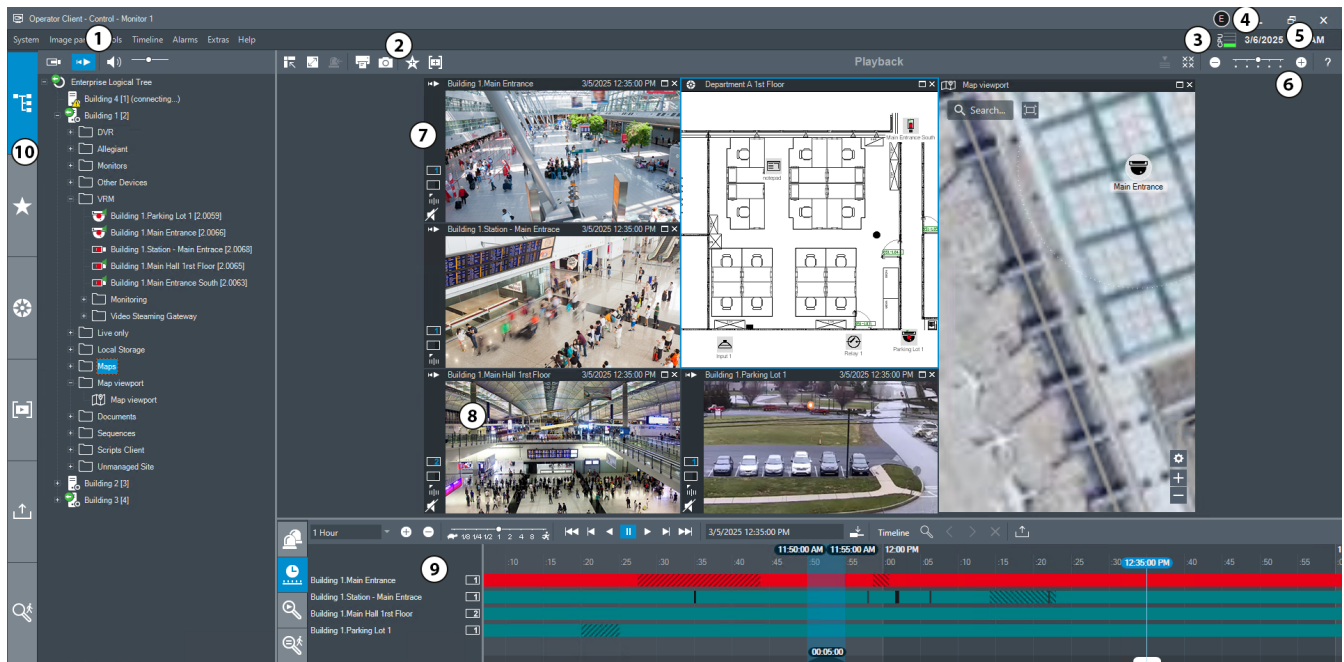 Operator Client - Control - Monitor 1
E
4
System Image pan 1 ols Timeline Alarms Extras Help
2
3
3/6/2025 5 AM
Playback
?
6
Enterprise Logical Tree
Building 4 [1] (connecting...)
Building 1 [2]
DVR
10
Allegiant
Monitors
Other Devices
VRM
Building 1.Parking Lot 1 [2.0059]
Building 1.Main Entrance [2.0066]
Building 1.Station - Main Entrace [2.0068]
Building 1.Main Hall 1rst Floor [2.0065]
Building 1.Main Entrance South [2.0063]
Monitoring
Video Steaming Gateway
Live only
Local Storage
Maps
Map viewport
Map viewport
Documents
Sequences
Scripts Client
Unmanaged Site
Building 2 [3]
Building 3 [4]
Building 1.Main Entrance 3/5/2025 12:35:00 PM
7
1
Building 1.Station - Main Entrace 3/5/2025 12:35:00 PM
1
Building 1.Main Hall 1rst Floor 3/5/2025 12:35:00 PM
8
2
Department A 1st Floor
Main Entrance South
notepad
Input 1
Relay 1
Parking Lot 1
Building 1.Parking Lot 1 3/5/2025 12:35:00 PM
1
Map viewport
Search...
Main Entrance
1 Hour
1/8 1/4 1/2 1 2 4 8
3/5/2025 12:35:00 PM
Timeline
11:50:00 AM 11:55:00 AM 12:00 PM
:10 :15 :20 :25 :30 :35 :40 :45 :50 :55 :00 :05 :10 :15 :20 :25 :30 12:35:00 PM :40 :45 :50 :55
9
Building 1.Main Entrance 1
Building 1.Station - Main Entrace 1
Building 1.Main Hall 1rst Floor 2
Building 1.Parking Lot 1 1
00:05:00